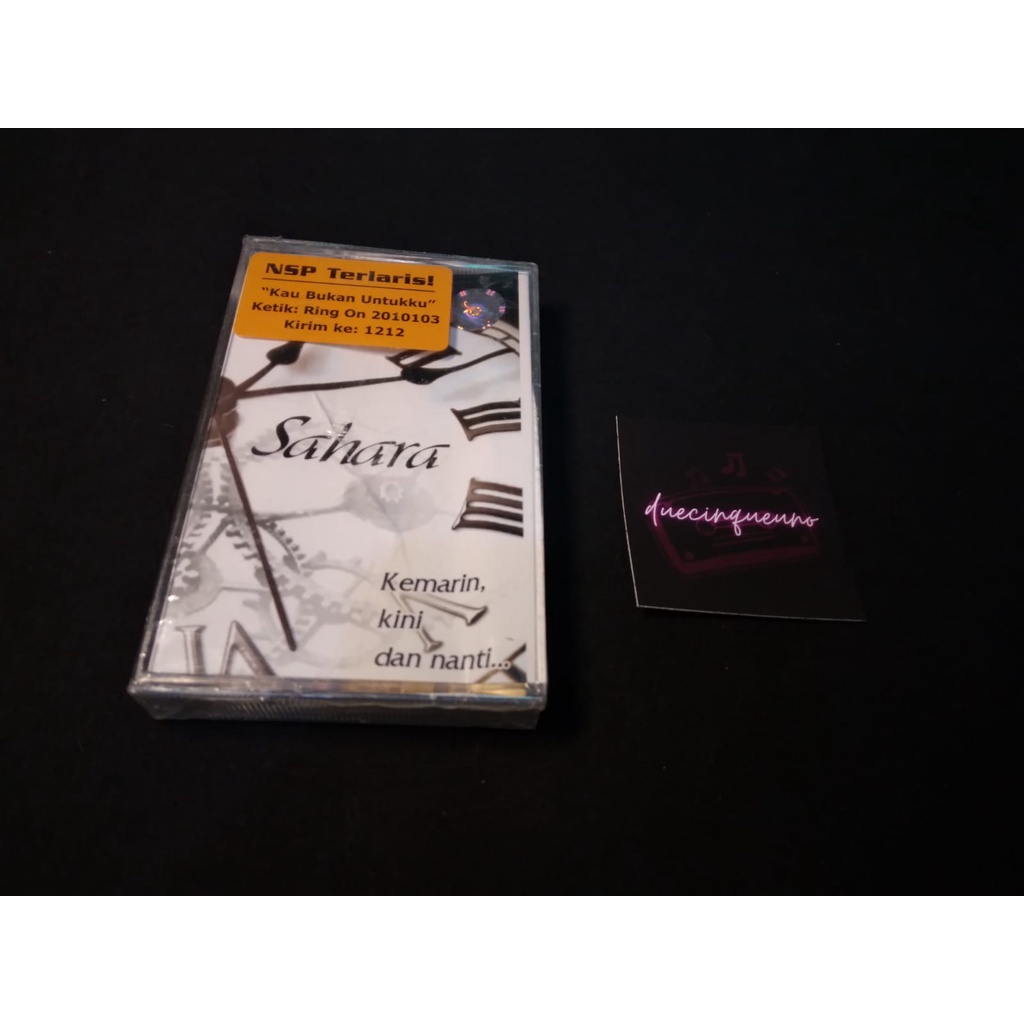 NSP Terlaris!
"Kau Bukan Untukku"
Ketik: Ring On 2010103
Kirim ke: 1212
Sahara
Kemarin,
kini
dan nanti...
duecinqueuno